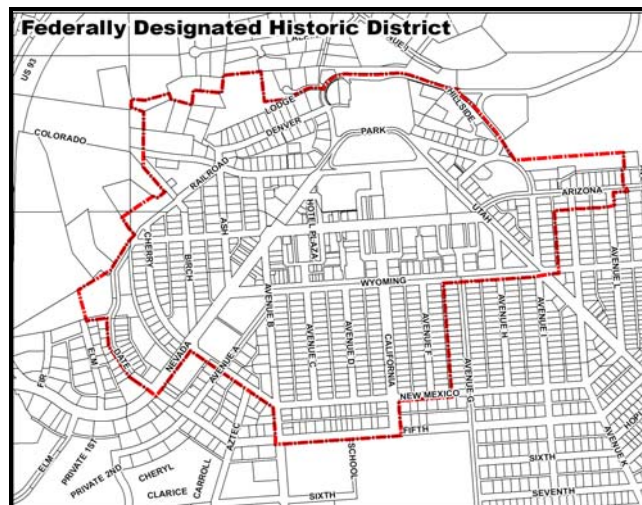 Federally Designated Historic District
US 93
COLORADO
LODGE
DENVER
HILLSIDE
PARK
RAILROAD
ARIZONA
UTAH
ASH
HOTEL PLAZA
CHERRY
BIRCH
AVENUE L
WYOMING
AVENUE B
AVENUE C
AVENUE D
CALIFORNIA
AVENUE F
AVENUE H
AVENUE I
NEVADA
AVENUE A
DATE
ELM
FIR
NEW MEXICO
AVENUE G
FIFTH
AZTEC
AVENUE K
ELM
PRIVATE 1ST
PRIVATE 2ND
CHERYL
CARROLL
CLARICE
SCHOOL
SIXTH
SIXTH
SEVENTH